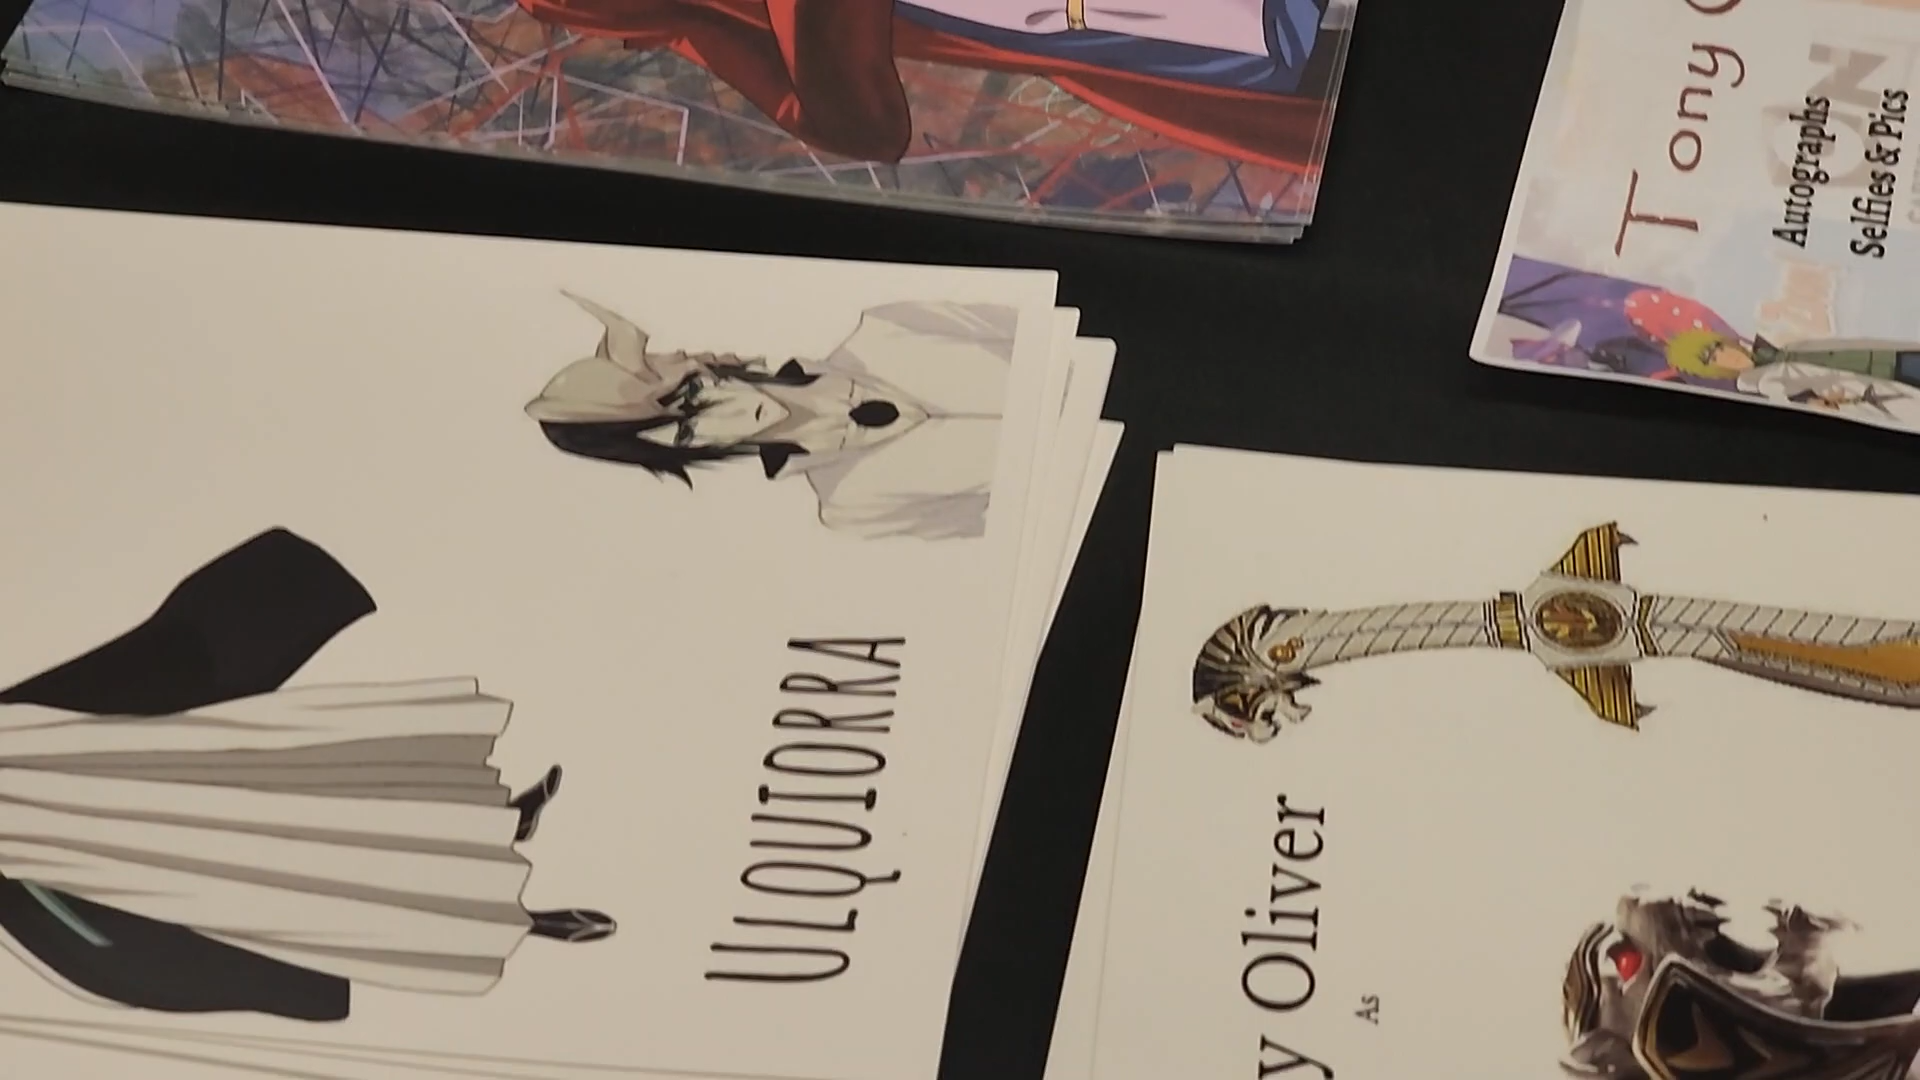 Tony O
Autographs
Selfies & Pics
ULQUIORRA
y Oliver
As